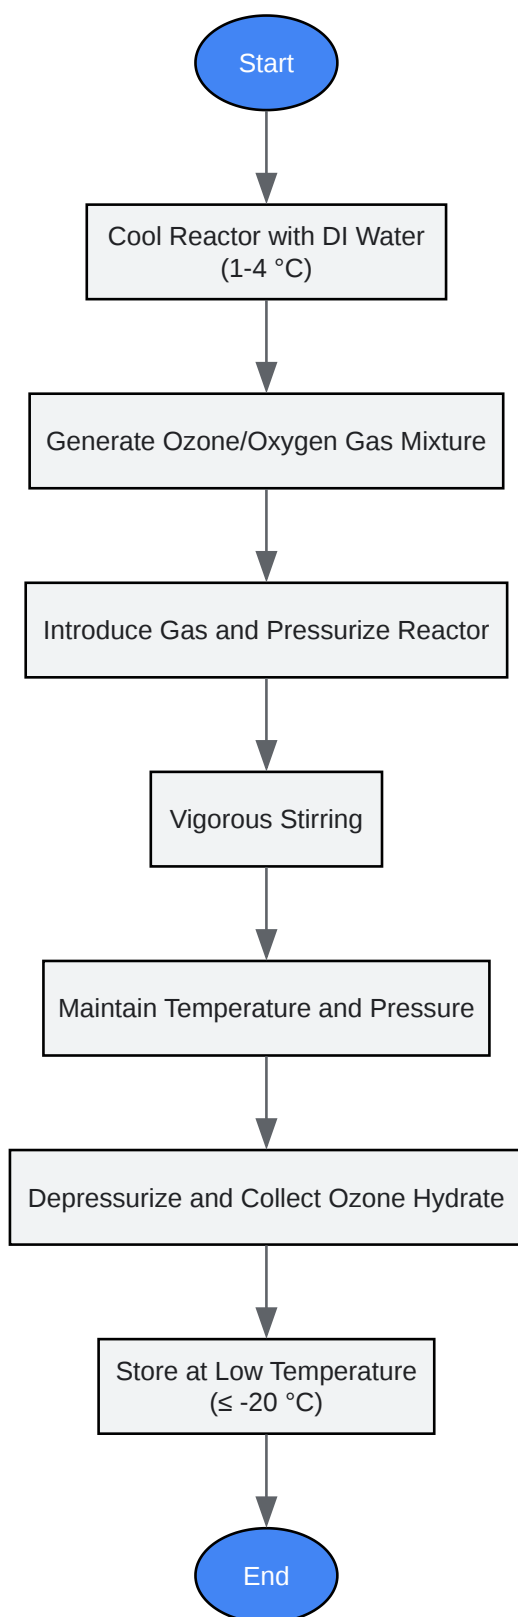 Start
Cool Reactor with DI Water
(1-4 °C)
Generate Ozone/Oxygen Gas Mixture
Introduce Gas and Pressurize Reactor
Vigorous Stirring
Maintain Temperature and Pressure
Depressurize and Collect Ozone Hydrate
Store at Low Temperature
(≤ -20 °C)
End